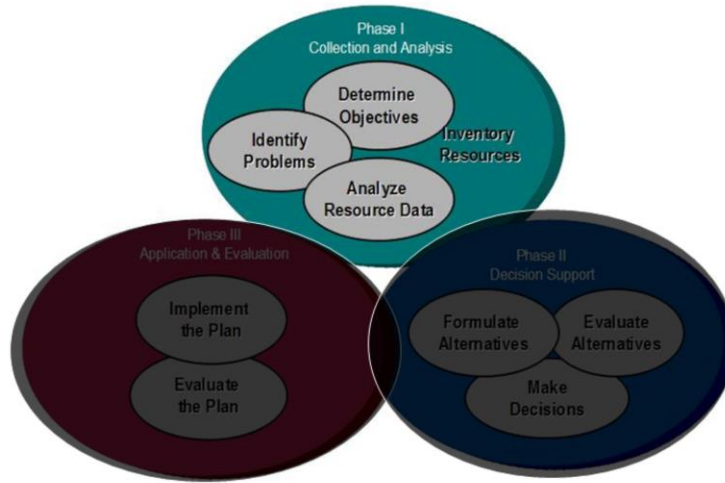 Phase I
Collection and Analysis
Determine
Objectives
Inventory
Resources
Identify
Problems
Analyze
Resource Data
Phase III
Application & Evaluation
Implement
the Plan
Evaluate
the Plan
Phase II
Decision Support
Formulate
Alternatives
Evaluate
Alternatives
Make
Decisions